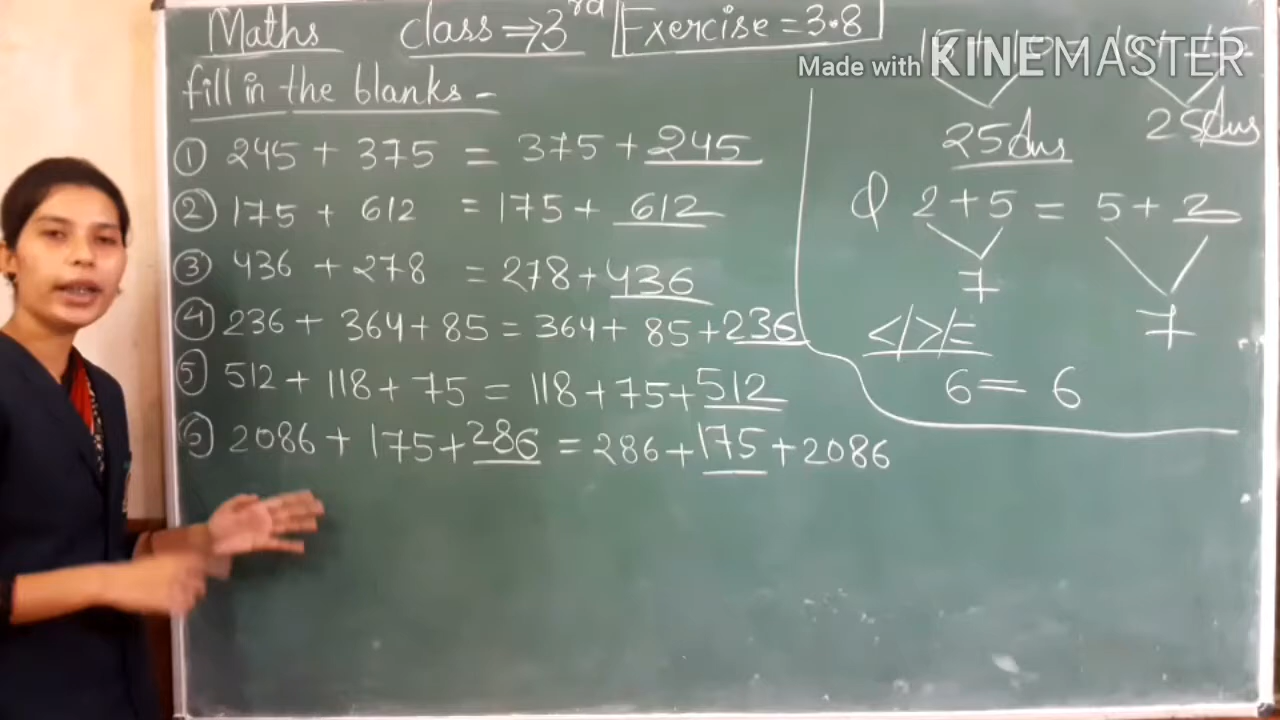 Maths class ⇒ 3rd Exercise = 3.8
fill in the blanks -
① 245 + 375 = 375 + 245
② 175 + 612 = 175 + 612
③ 436 + 278 = 278 + 436
④ 236 + 364 + 85 = 364 + 85 + 236
⑤ 512 + 118 + 75 = 118 + 75 + 512
⑥ 2086 + 175 + 286 = 286 + 175 + 2086
Made with KINEMASTER
25 Ans 25 Ans
Q 2 + 5 = 5 + 2
7 7
</>/=
6 = 6